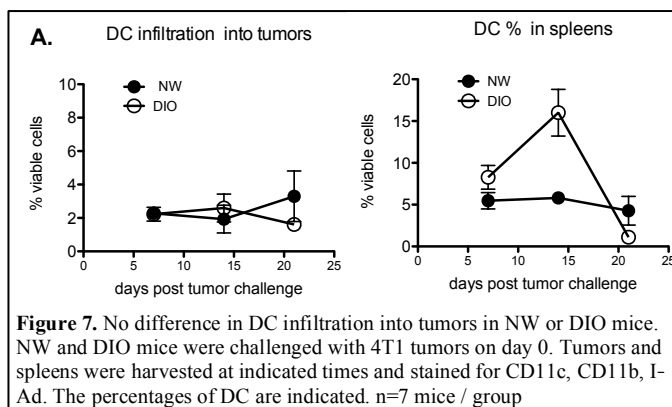 A.
DC infiltration into tumors
NW
DIO
% viable cells
10
8
6
4
2
0
0 5 10 15 20 25
days post tumor challenge
DC % in spleens
NW
DIO
% viable cells
20
15
10
5
0
0 5 10 15 20 25
days post tumor challenge
Figure 7. No difference in DC infiltration into tumors in NW or DIO mice.
NW and DIO mice were challenged with 4T1 tumors on day 0. Tumors and
spleens were harvested at indicated times and stained for CD11c, CD11b, I-
Ad. The percentages of DC are indicated. n=7 mice / group